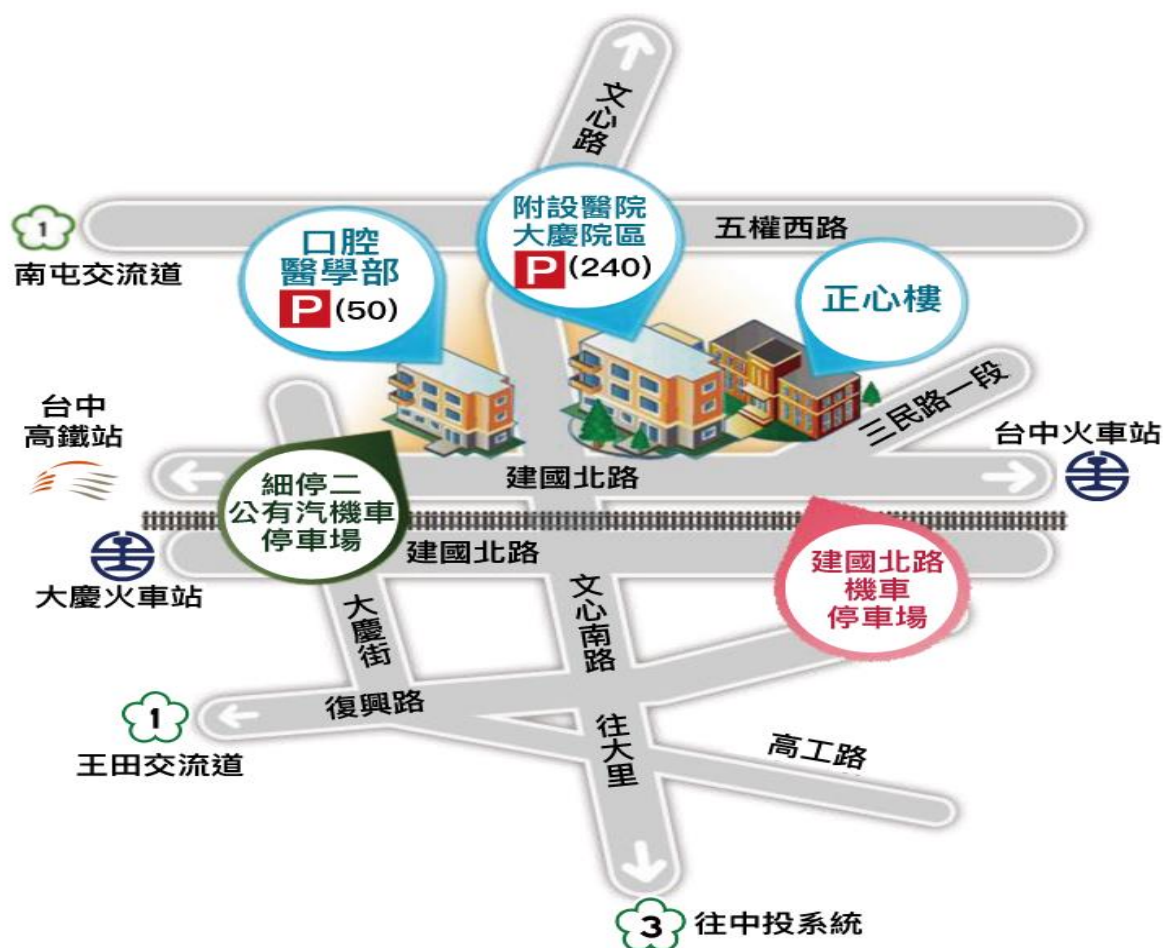 文心路
附設醫院
大慶院區
P (240)
五權西路
1
南屯交流道
口腔
醫學部
P (50)
正心樓
三民路一段
台中
高鐵站
台中火車站
建國北路
細停二
公有汽機車
停車場
建國北路
大慶火車站
建國北路
機車
停車場
大慶街
文心南路
復興路
1
王田交流道
往大里
高工路
3 往中投系統